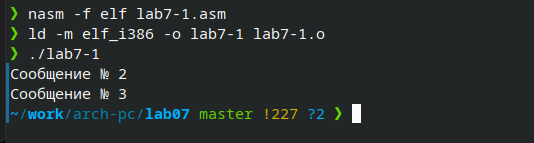 ❯ nasm -f elf lab7-1.asm
❯ ld -m elf_i386 -o lab7-1 lab7-1.o
❯ ./lab7-1
Сообщение № 2
Сообщение № 3
~/work/arch-pc/lab07 master !227 ?2 ❯